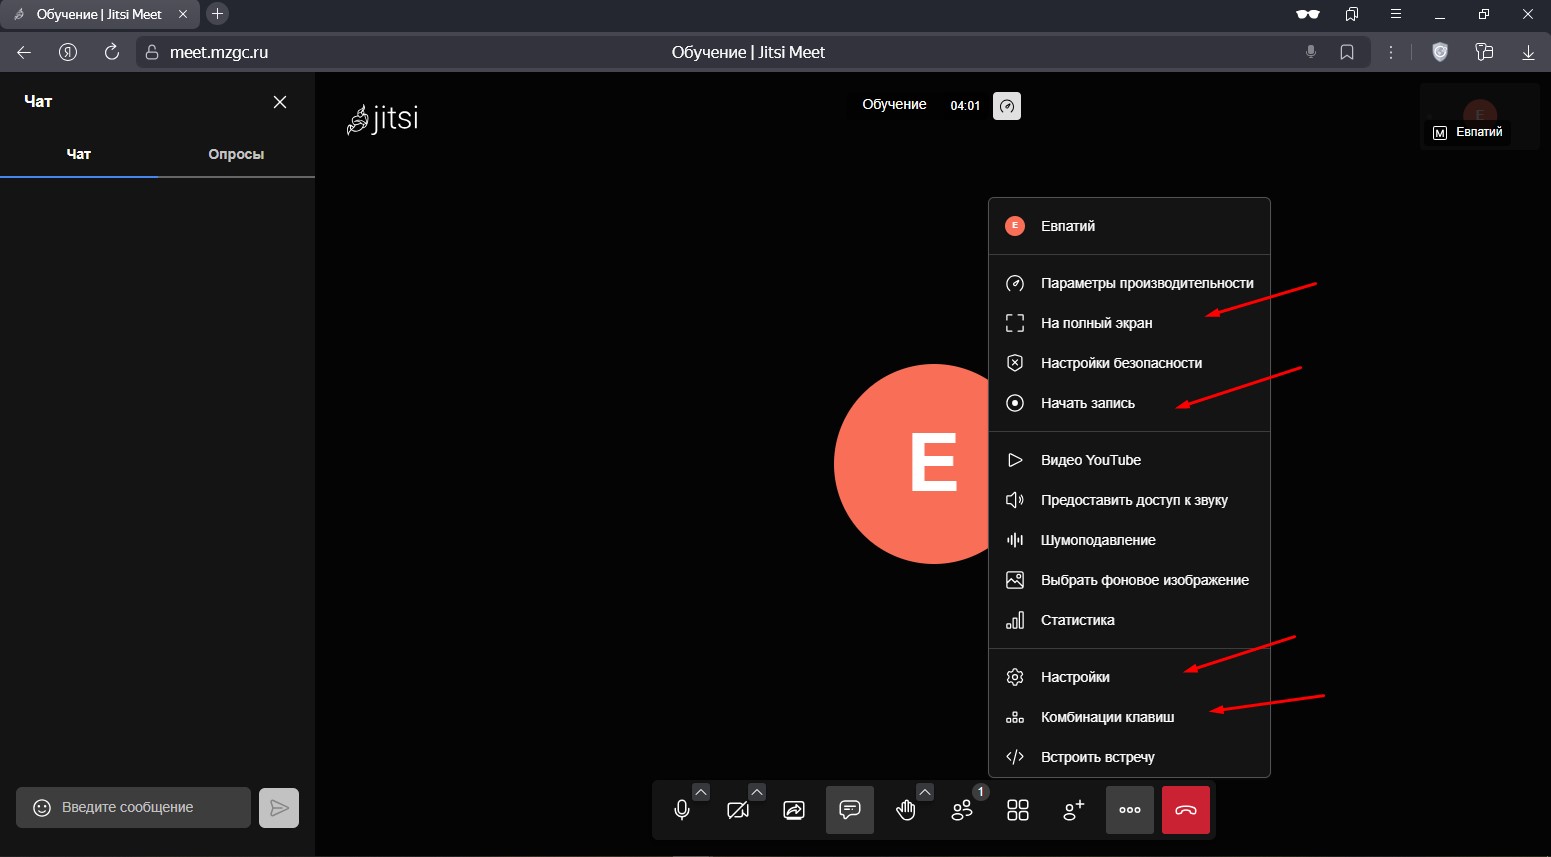 Обучение | Jitsi Meet
meet.mzgc.ru
Обучение | Jitsi Meet
Чат
Чат
Опросы
jitsi
Обучение 04:01
E
M Евпатий
E Евпатий
Параметры производительности
На полный экран
Настройки безопасности
Начать запись
E
Видео YouTube
Предоставить доступ к звуку
Шумоподавление
Выбрать фоновое изображение
Статистика
Настройки
Комбинации клавиш
Встроить встречу
Введите сообщение
1